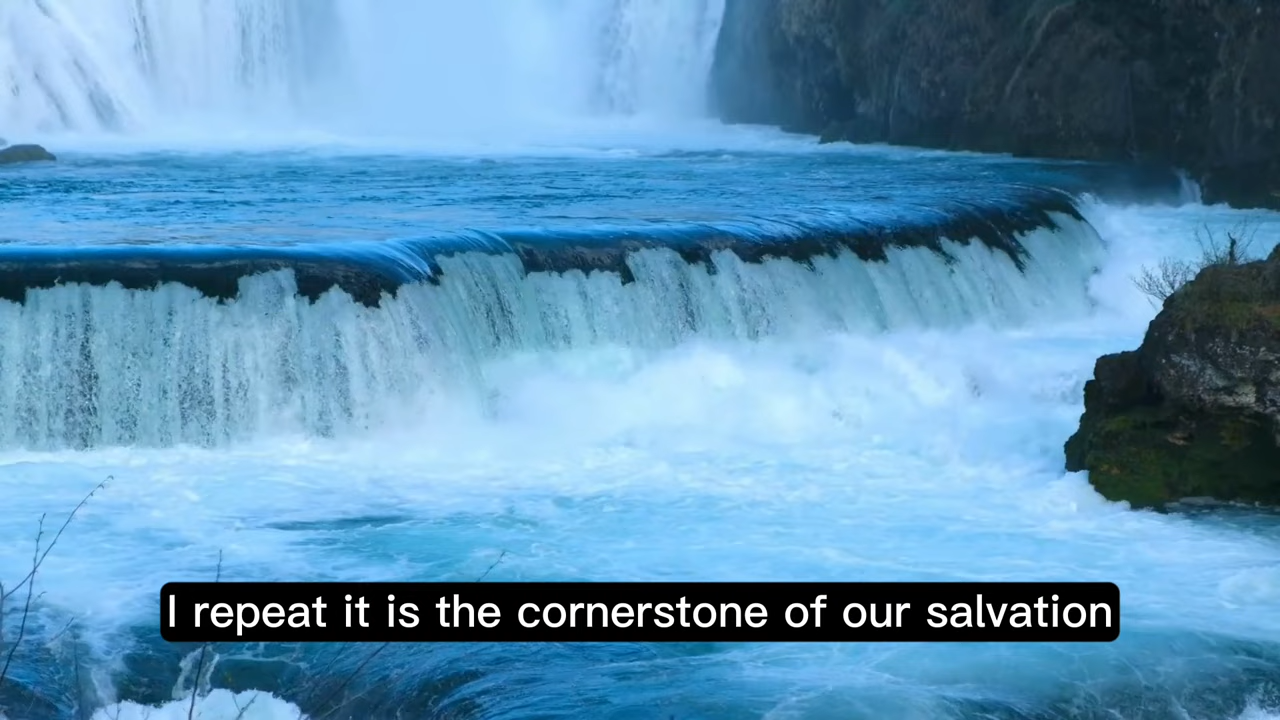 I repeat it is the cornerstone of our salvation